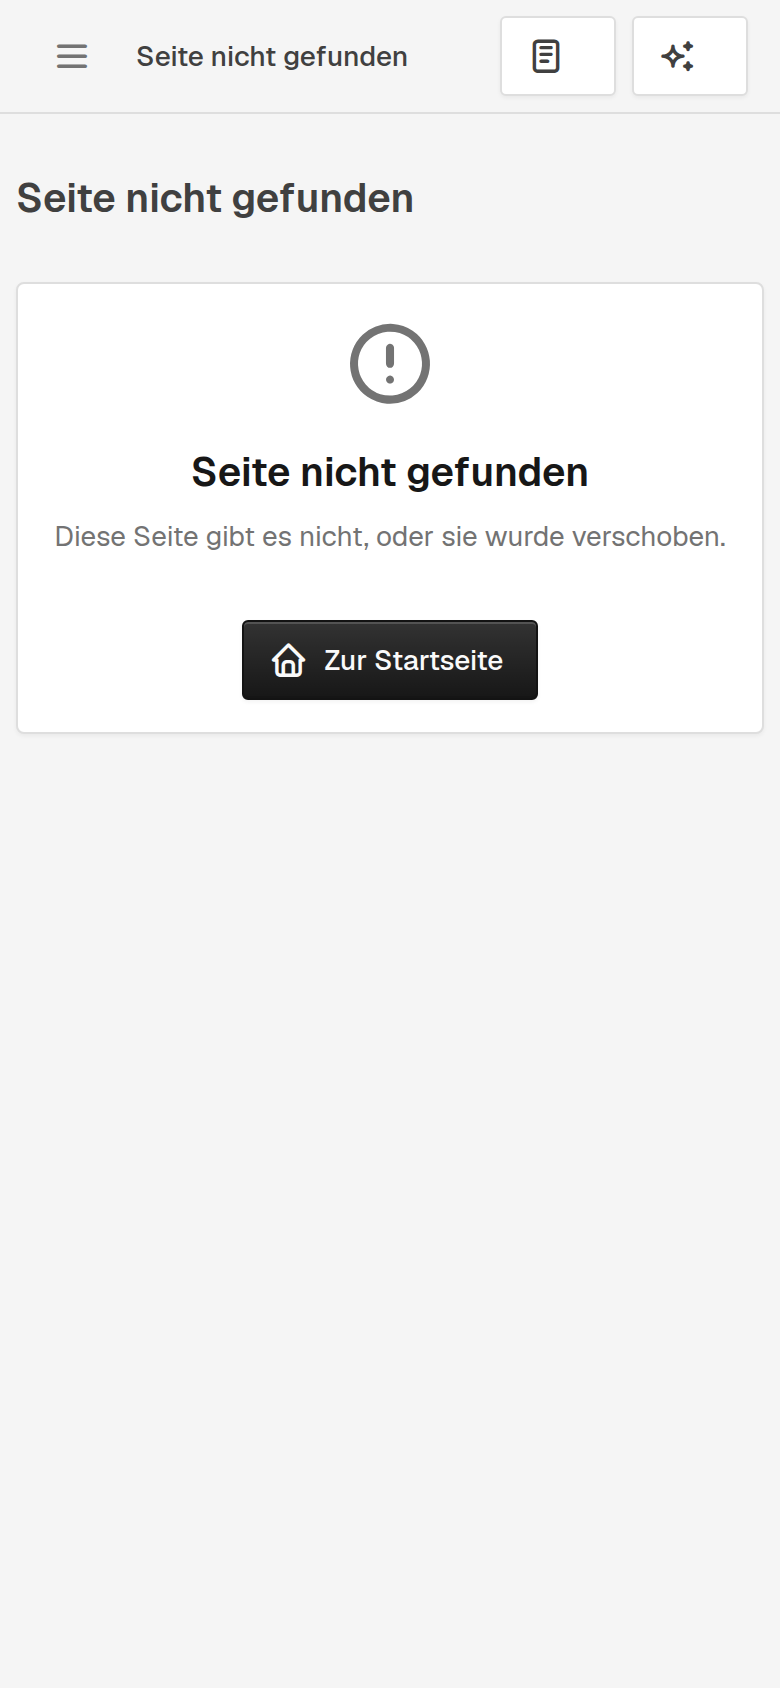 Seite nicht gefunden
Seite nicht gefunden
Seite nicht gefunden
Diese Seite gibt es nicht, oder sie wurde verschoben.
Zur Startseite